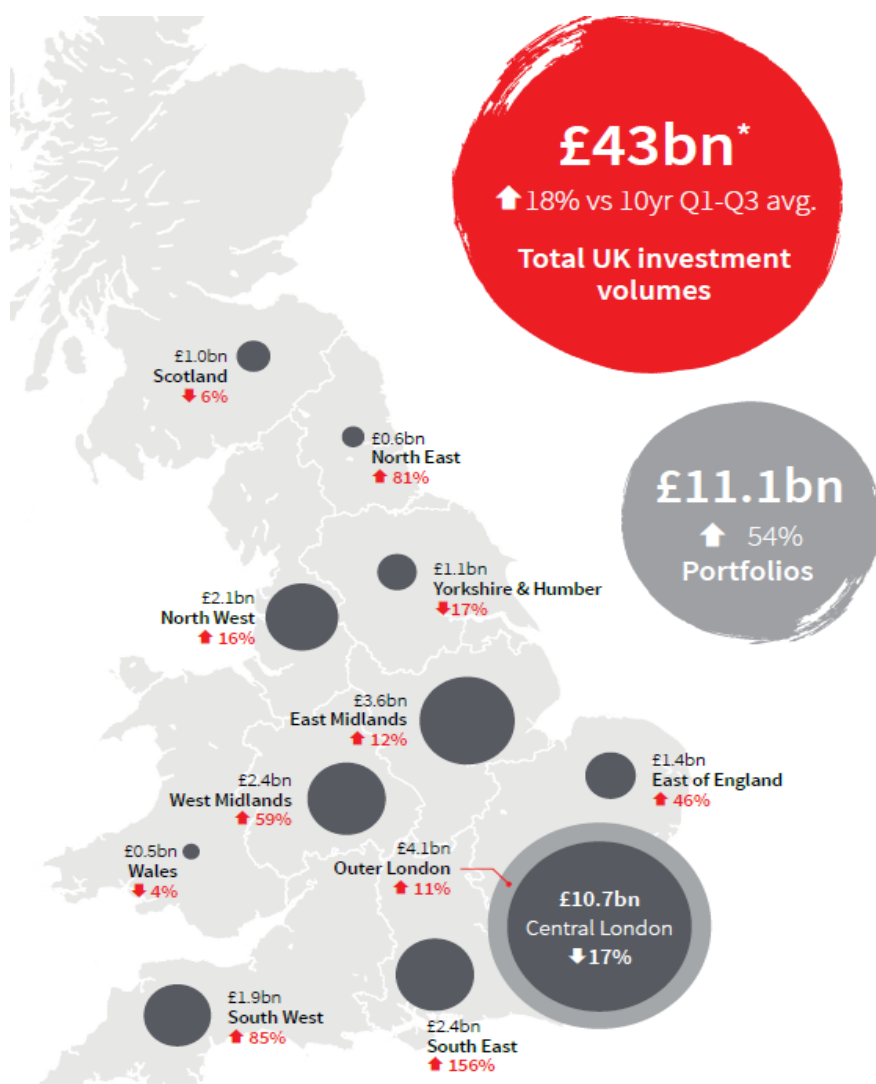 £43bn*
18% vs 10yr Q1-Q3 avg.
Total UK investment
volumes
£1.0bn
Scotland
6%
£0.6bn
North East
81%
£11.1bn
54%
Portfolios
£1.1bn
Yorkshire & Humber
17%
£2.1bn
North West
16%
£3.6bn
East Midlands
12%
£1.4bn
East of England
46%
£2.4bn
West Midlands
59%
£0.5bn
Wales
4%
£4.1bn
Outer London
11%
£10.7bn
Central London
17%
£1.9bn
South West
85%
£2.4bn
South East
156%